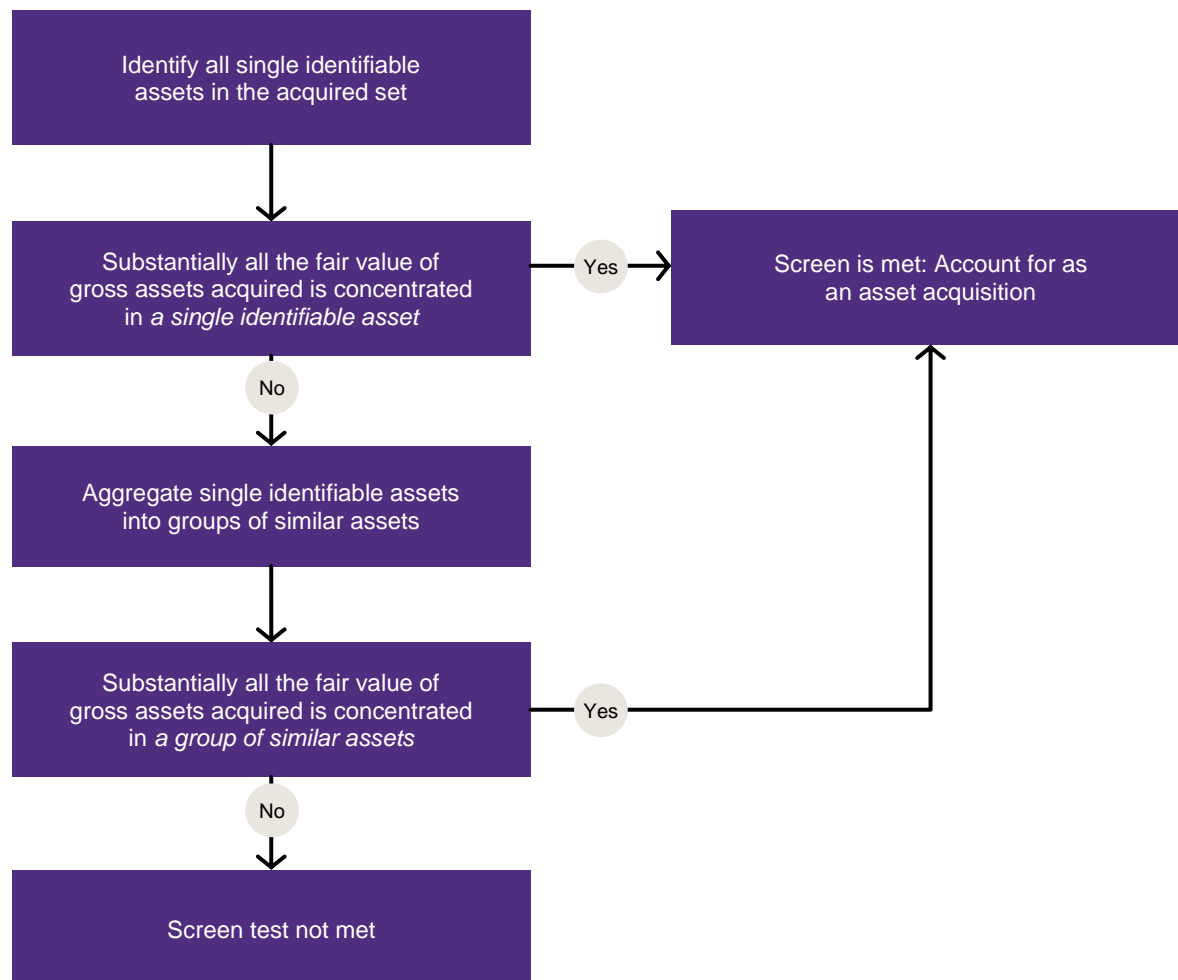 Identify all single identifiable
assets in the acquired set
Substantially all the fair value of
gross assets acquired is concentrated
in a single identifiable asset
Yes
Screen is met: Account for as
an asset acquisition
No
Aggregate single identifiable assets
into groups of similar assets
Substantially all the fair value of
gross assets acquired is concentrated
in a group of similar assets
Yes
No
Screen test not met